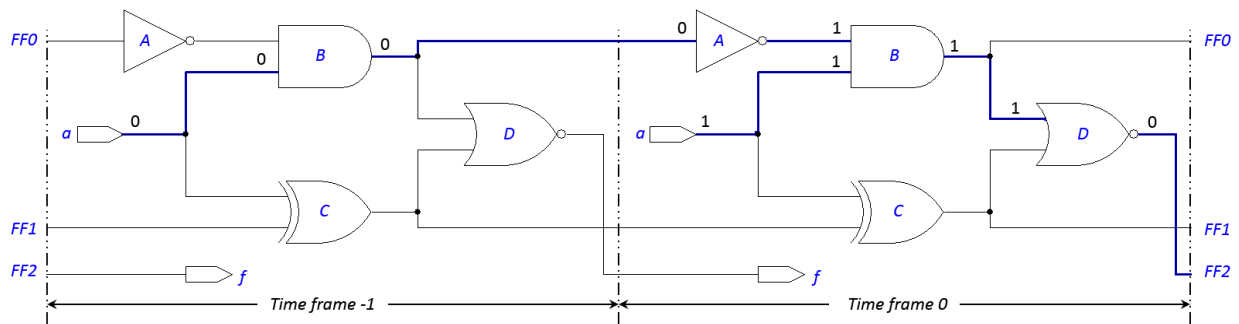 FF0 A 0 B 0 0 A 1 1 B 1 FF0
a 0 D a 1 1 D 0
C C
FF1 FF1
FF2 f f FF2
Time frame -1 Time frame 0